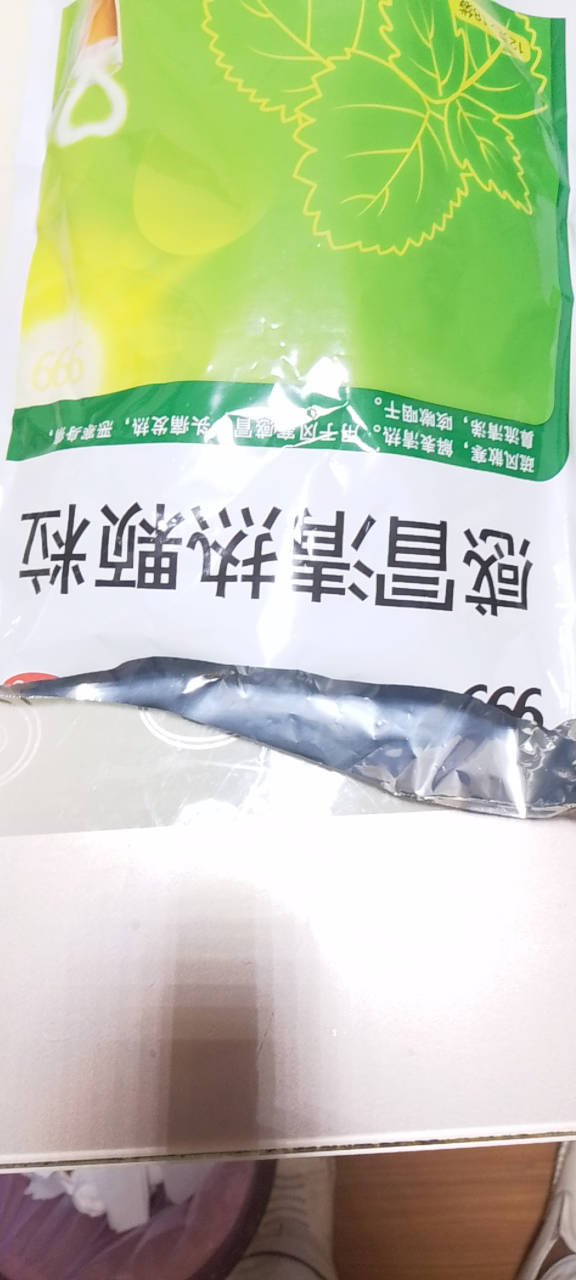 999
感冒清热颗粒
疏风散寒，解表清热。用于风寒感冒，头痛发热，恶寒身痛，
鼻流清涕，咳嗽咽干。
999